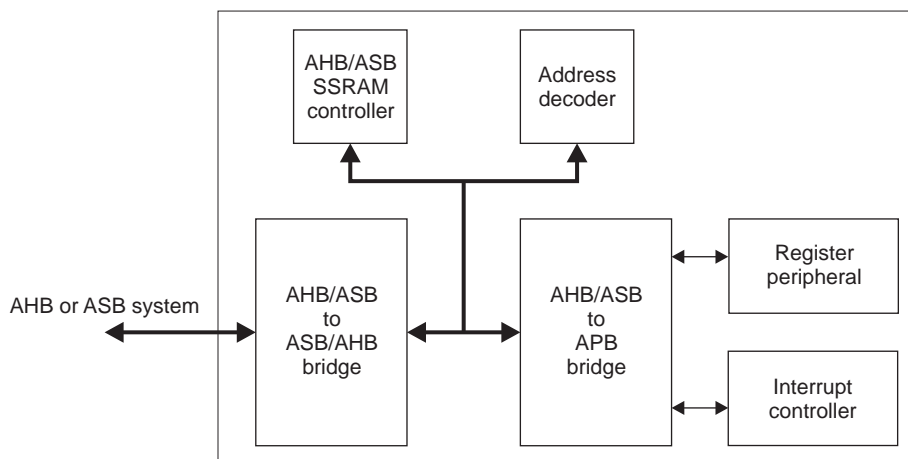 AHB/ASB
SSRAM
controller
Address
decoder
AHB or ASB system
AHB/ASB
to
ASB/AHB
bridge
AHB/ASB
to
APB
bridge
Register
peripheral
Interrupt
controller